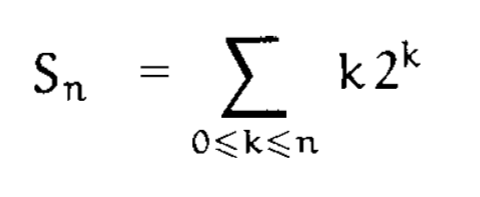 Sₙ = ∑ k 2ᵏ
0⩽k⩽n